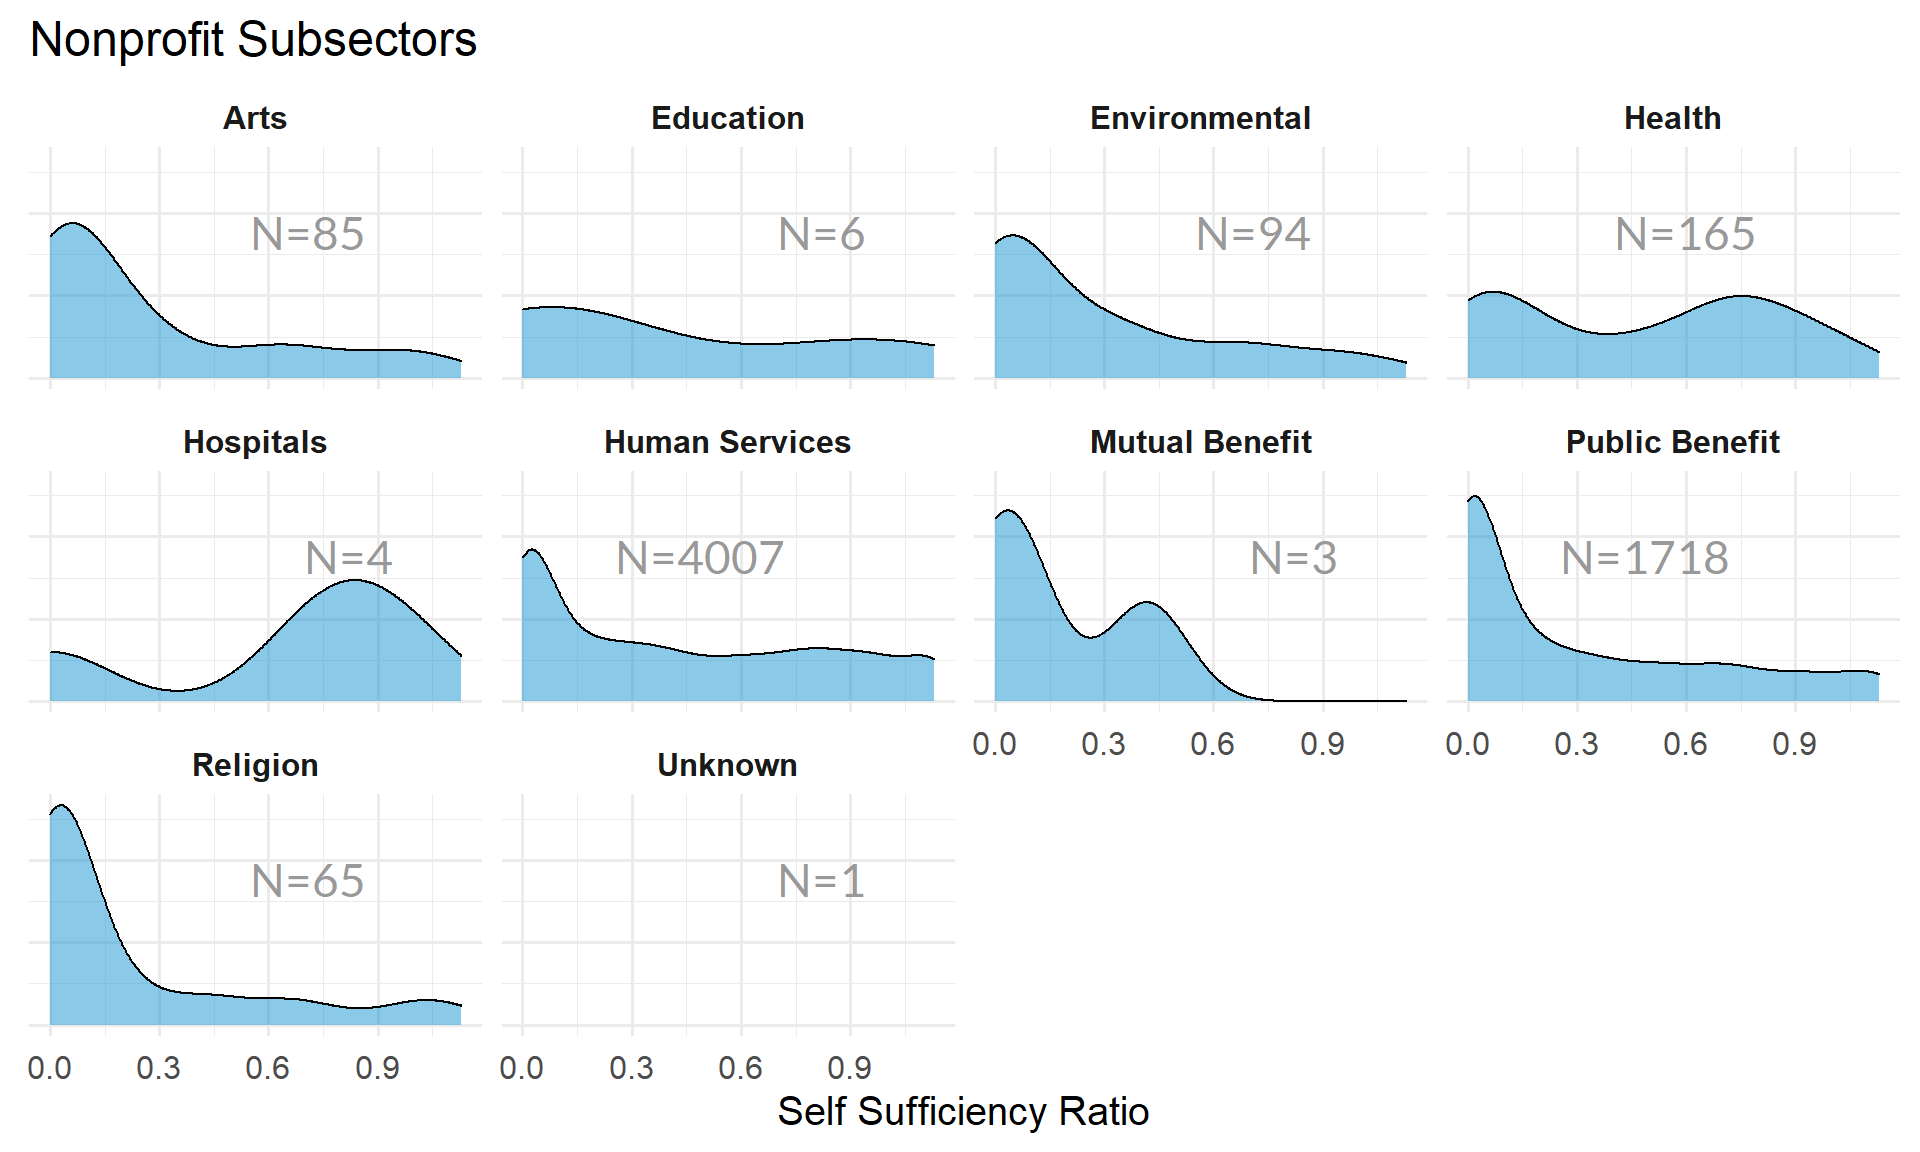 Nonprofit Subsectors
Arts Education Environmental Health
N=85 N=6 N=94 N=165
Hospitals Human Services Mutual Benefit Public Benefit
N=4 N=4007 N=3 N=1718
0.0 0.3 0.6 0.9 0.0 0.3 0.6 0.9
Religion Unknown
N=65 N=1
0.0 0.3 0.6 0.9 0.0 0.3 0.6 0.9
Self Sufficiency Ratio